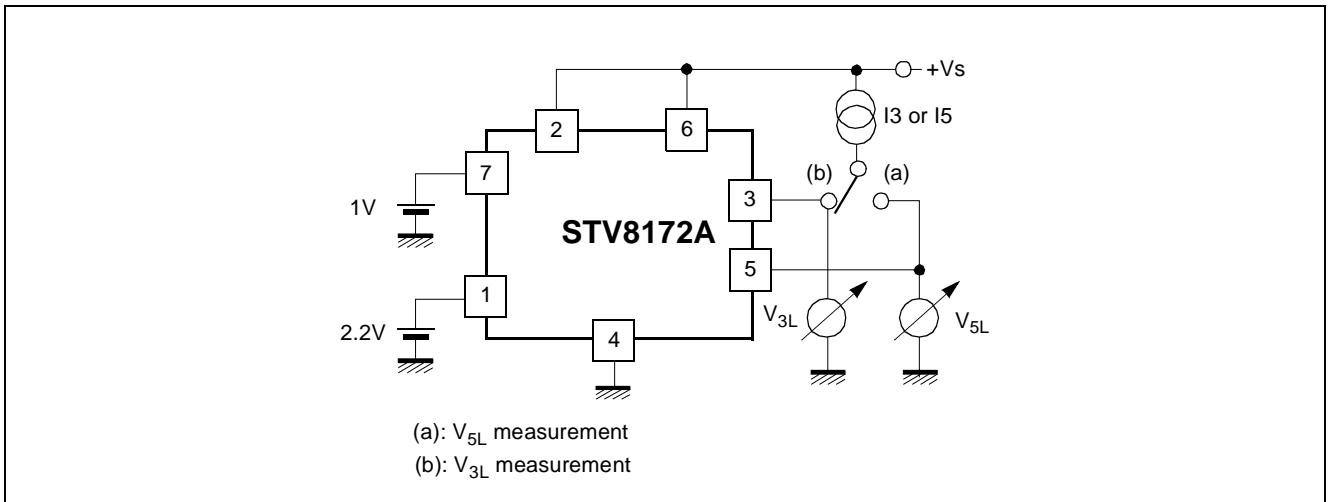 +Vs
I3 or I5
2
6
7
(b)
(a)
1V
3
STV8172A
5
1
V3L
V5L
2.2V
4
(a): V5L measurement
(b): V3L measurement